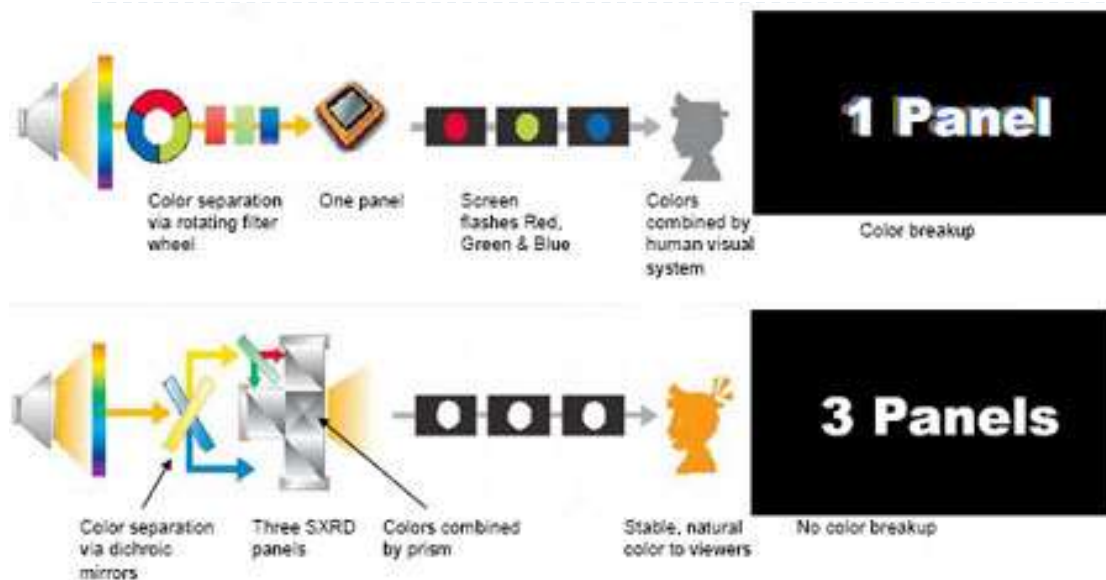 1 Panel
Color separation
via rotating filter
wheel
One panel
Screen
flashes Red,
Green & Blue
Colors
combined by
human visual
system
Color breakup
3 Panels
Color separation
via dichroic
mirrors
Three SXRD
panels
Colors combined
by prism
Stable, natural
color to viewers
No color breakup